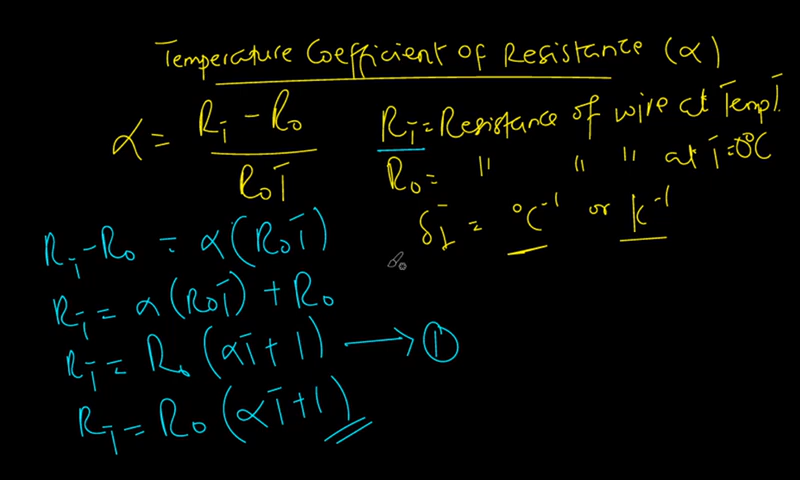 Temperature Coefficient of Resistance (α)
α = (R_T - R_0) / (R_0 T)
R_T = Resistance of wire at Temp T.
R_0 = " " " at T=0°C
= °C⁻¹ or K⁻¹
R_T - R_0 = α(R_0 T)
R_T = α(R_0 T) + R_0
R_T = R_0 (αT + 1) ⟶ ①
R_T = R_0 (αT + 1)